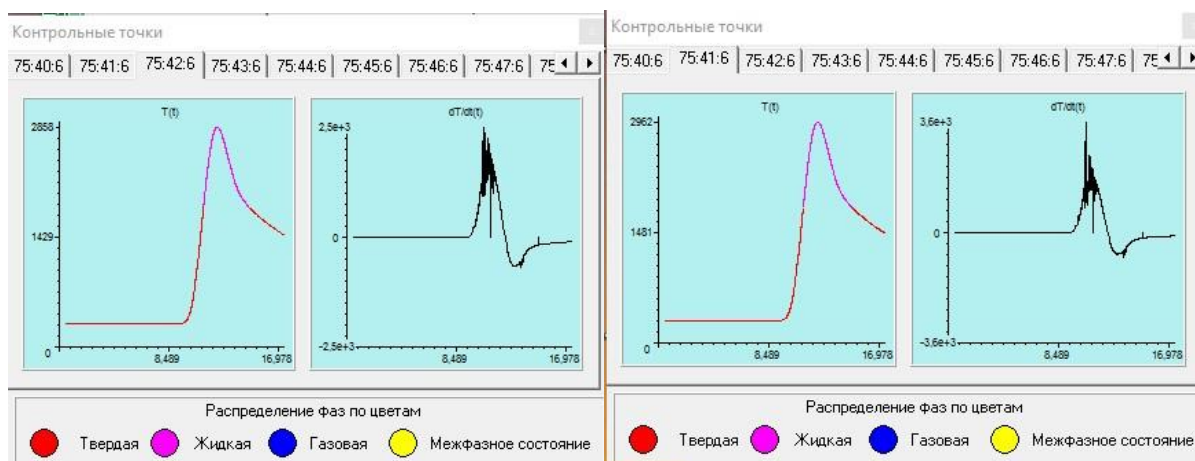 Контрольные точки
75:40:6 75:41:6 75:42:6 75:43:6 75:44:6 75:45:6 75:46:6 75:47:6 75
T(t)
2858
1429
0
8,489 16,978
dT/dt(t)
2,5e+3
0
-2,5e+3
8,489 16,978
Распределение фаз по цветам
Твердая Жидкая Газовая Межфазное состояние
Контрольные точки
75:40:6 75:41:6 75:42:6 75:43:6 75:44:6 75:45:6 75:46:6 75:47:6 75
T(t)
2962
1481
0
8,489 16,978
dT/dt(t)
3,6e+3
0
-3,6e+3
8,489 16,978
Распределение фаз по цветам
Твердая Жидкая Газовая Межфазное состояние